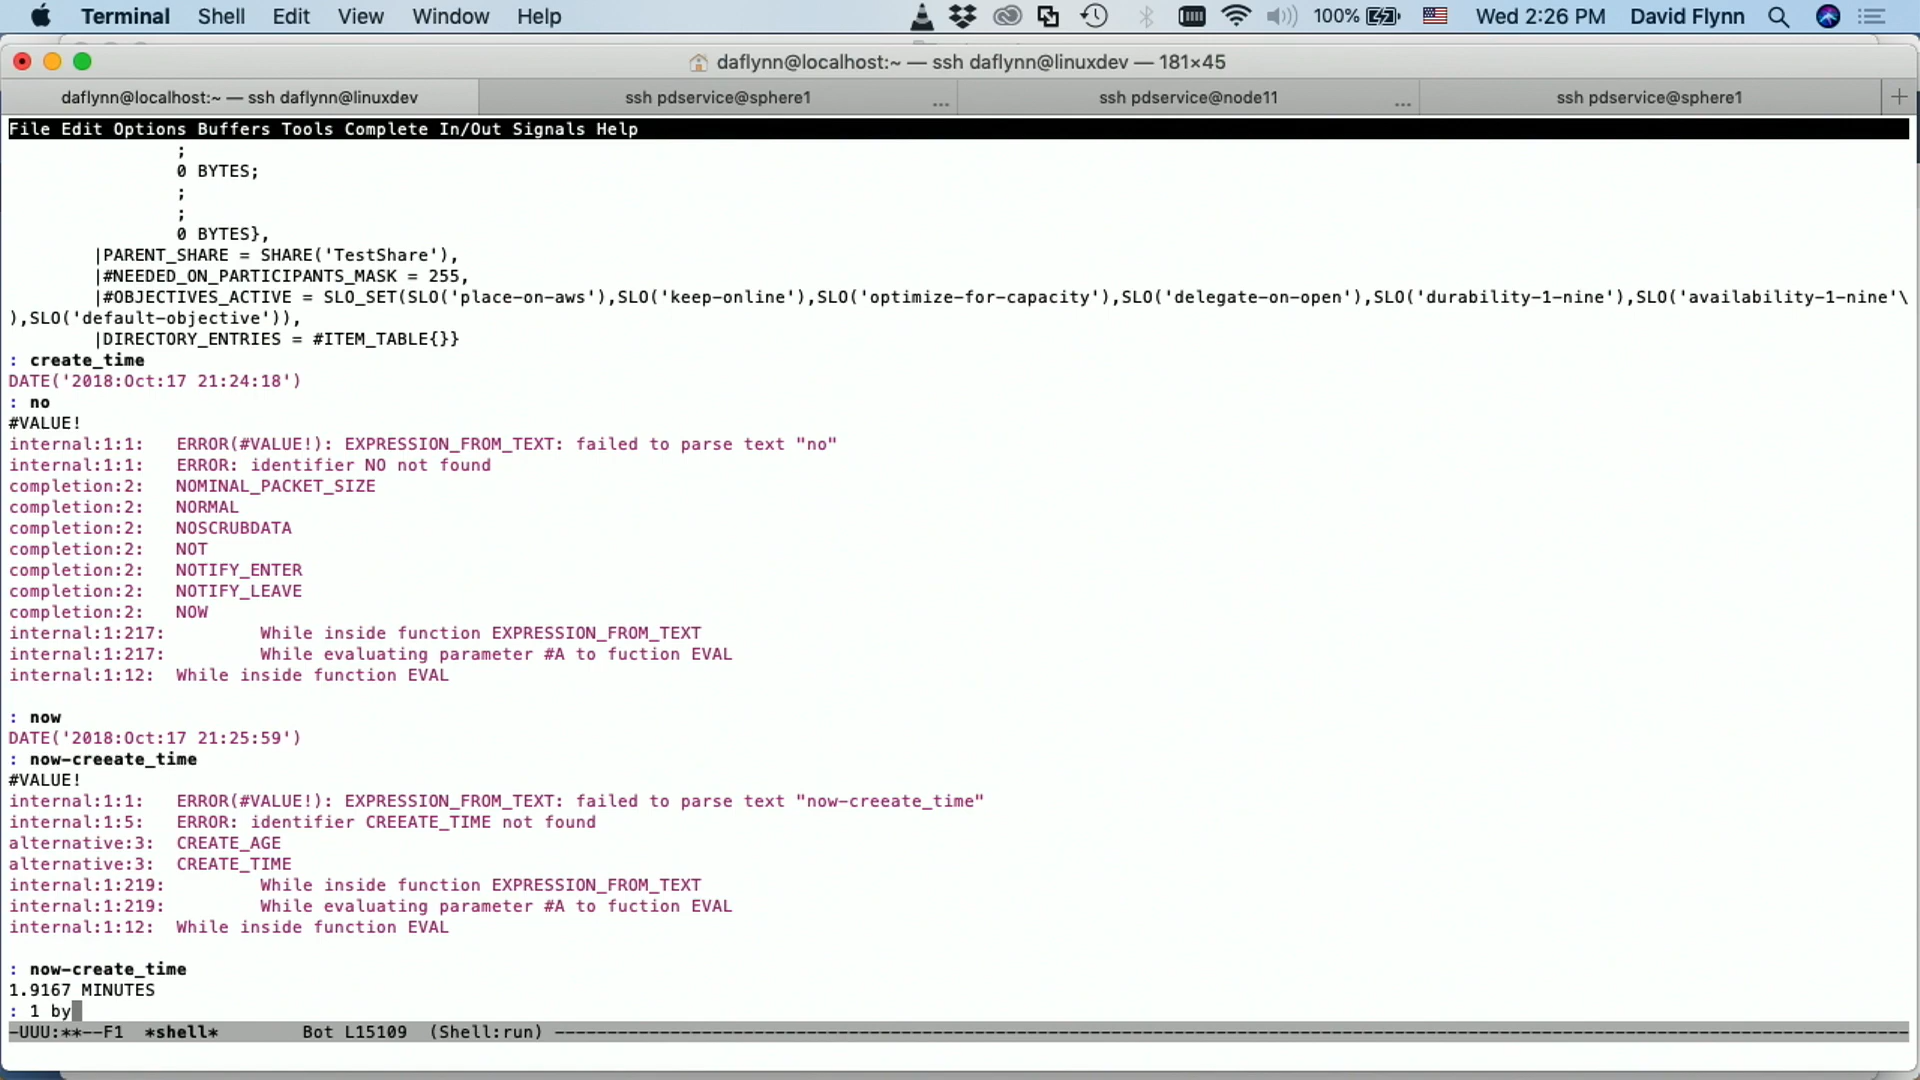 Terminal Shell Edit View Window Help 100% Wed 2:26 PM David Flynn
daflynn@localhost:~ — ssh daflynn@linuxdev — 181×45
daflynn@localhost:~ — ssh daflynn@linuxdev ssh pdservice@sphere1 ... ssh pdservice@node11 ... ssh pdservice@sphere1 +
File Edit Options Buffers Tools Complete In/Out Signals Help
;
0 BYTES;
;
;
0 BYTES},
|PARENT_SHARE = SHARE('TestShare'),
|#NEEDED_ON_PARTICIPANTS_MASK = 255,
|#OBJECTIVES_ACTIVE = SLO_SET(SLO('place-on-aws'),SLO('keep-online'),SLO('optimize-for-capacity'),SLO('delegate-on-open'),SLO('durability-1-nine'),SLO('availability-1-nine'\
),SLO('default-objective')),
|DIRECTORY_ENTRIES = #ITEM_TABLE{}}
: create_time
DATE('2018:Oct:17 21:24:18')
: no
#VALUE!
internal:1:1: ERROR(#VALUE!): EXPRESSION_FROM_TEXT: failed to parse text "no"
internal:1:1: ERROR: identifier NO not found
completion:2: NOMINAL_PACKET_SIZE
completion:2: NORMAL
completion:2: NOSCRUBDATA
completion:2: NOT
completion:2: NOTIFY_ENTER
completion:2: NOTIFY_LEAVE
completion:2: NOW
internal:1:217: While inside function EXPRESSION_FROM_TEXT
internal:1:217: While evaluating parameter #A to fuction EVAL
internal:1:12: While inside function EVAL
: now
DATE('2018:Oct:17 21:25:59')
: now-creeate_time
#VALUE!
internal:1:1: ERROR(#VALUE!): EXPRESSION_FROM_TEXT: failed to parse text "now-creeate_time"
internal:1:5: ERROR: identifier CREEATE_TIME not found
alternative:3: CREATE_AGE
alternative:3: CREATE_TIME
internal:1:219: While inside function EXPRESSION_FROM_TEXT
internal:1:219: While evaluating parameter #A to fuction EVAL
internal:1:12: While inside function EVAL
: now-create_time
1.9167 MINUTES
: 1 by
-UUU:**--F1 *shell* Bot L15109 (Shell:run) ----------